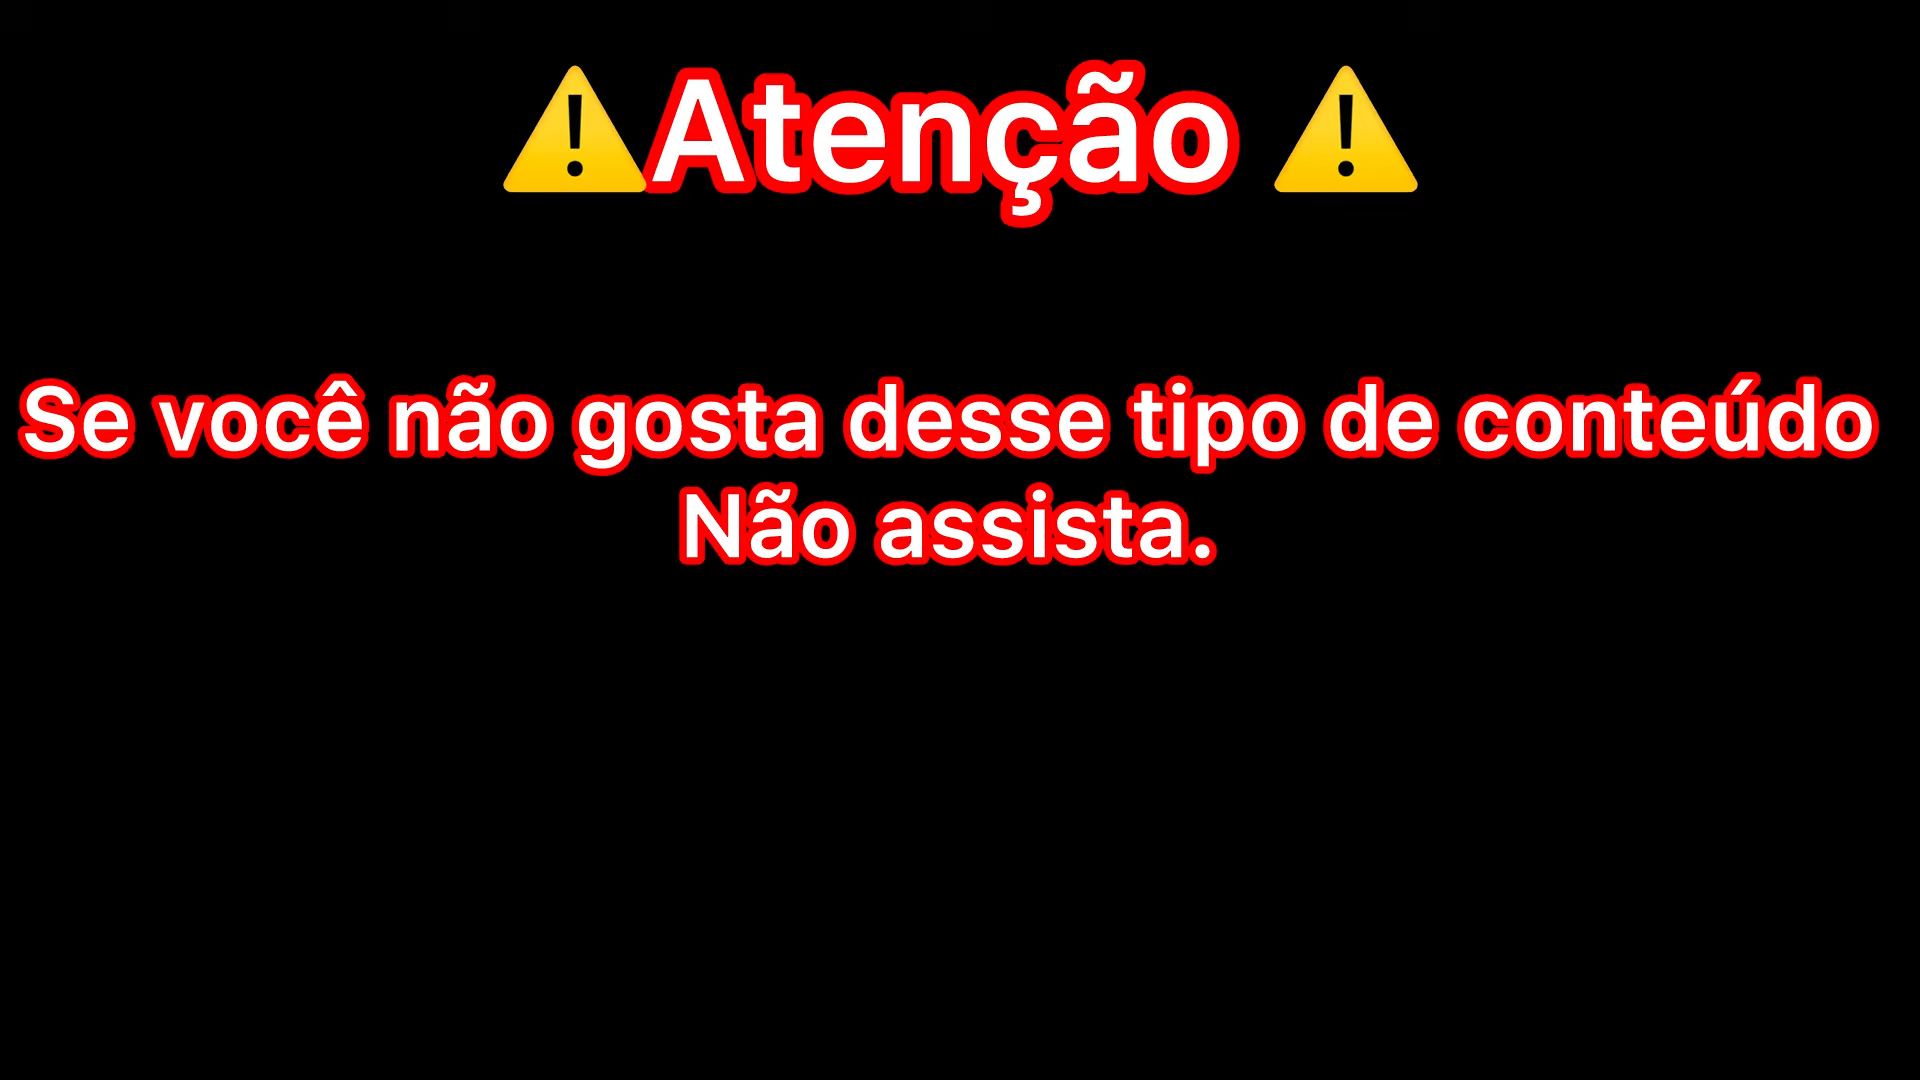 ⚠️Atenção ⚠️
Se você não gosta desse tipo de conteúdo
Não assista.